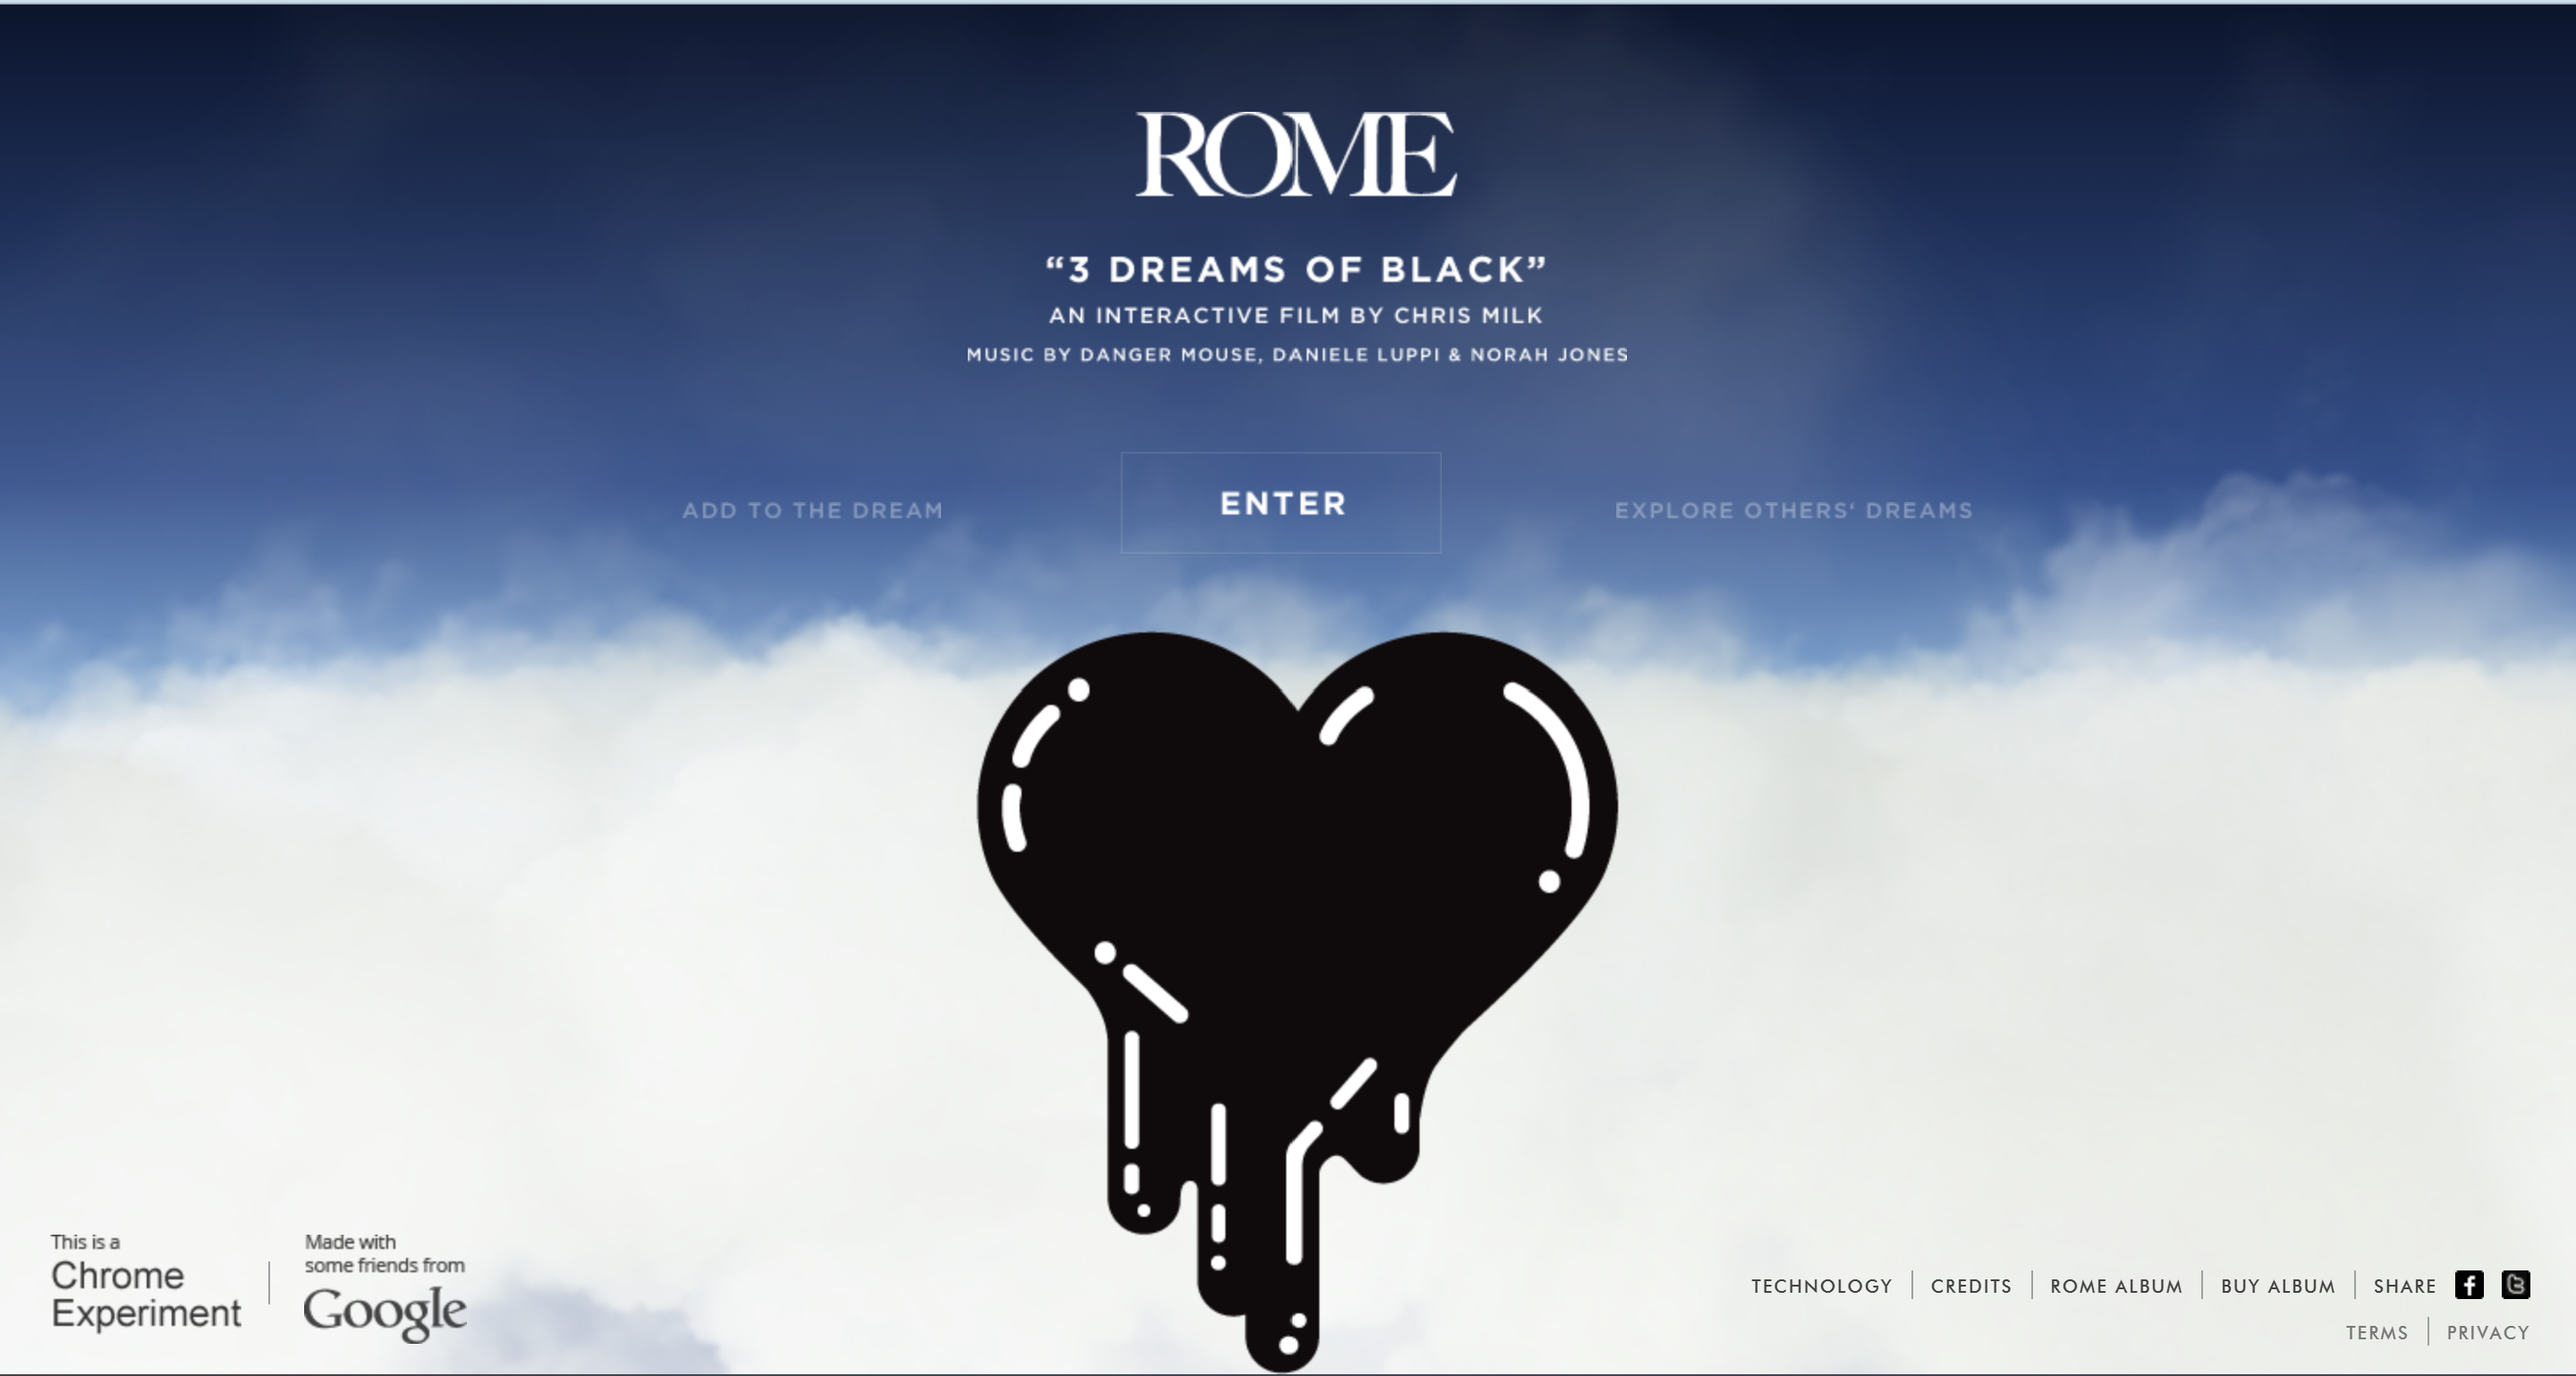 ROME
“3 DREAMS OF BLACK”
AN INTERACTIVE FILM BY CHRIS MILK
MUSIC BY DANGER MOUSE, DANIELE LUPPI & NORAH JONES
ADD TO THE DREAM
ENTER
EXPLORE OTHERS‘ DREAMS
This is a
Chrome
Experiment
Made with
some friends from
Google
TECHNOLOGY
CREDITS
ROME ALBUM
BUY ALBUM
SHARE
TERMS
PRIVACY